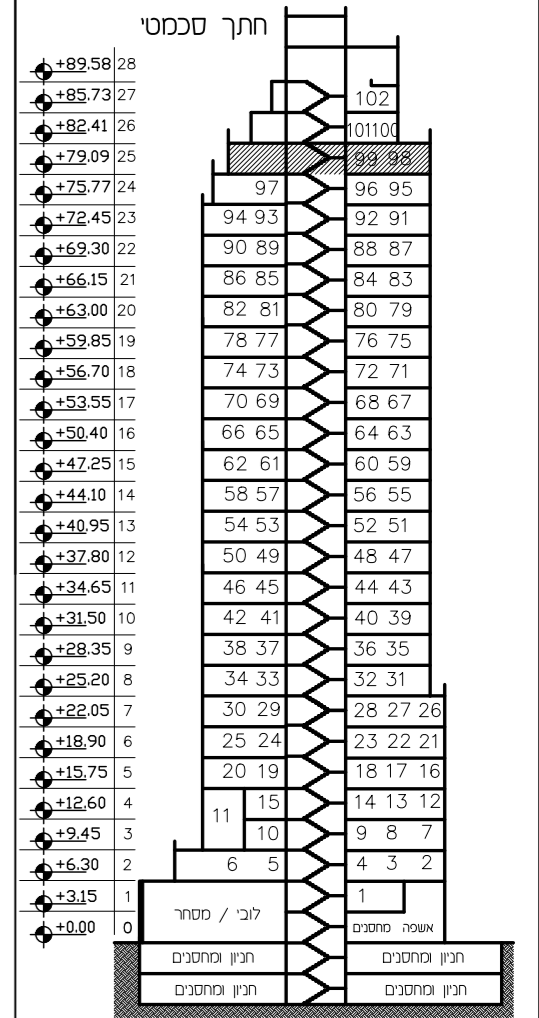 חתך סכמטי
+89.58 28
+85.73 27 102
+82.41 26 101 100
+79.09 25 99 98
+75.77 24 97 96 95
+72.45 23 94 93 92 91
+69.30 22 90 89 88 87
+66.15 21 86 85 84 83
+63.00 20 82 81 80 79
+59.85 19 78 77 76 75
+56.70 18 74 73 72 71
+53.55 17 70 69 68 67
+50.40 16 66 65 64 63
+47.25 15 62 61 60 59
+44.10 14 58 57 56 55
+40.95 13 54 53 52 51
+37.80 12 50 49 48 47
+34.65 11 46 45 44 43
+31.50 10 42 41 40 39
+28.35 9 38 37 36 35
+25.20 8 34 33 32 31
+22.05 7 30 29 28 27 26
+18.90 6 25 24 23 22 21
+15.75 5 20 19 18 17 16
+12.60 4 15 14 13 12
11
+9.45 3 10 9 8 7
+6.30 2 6 5 4 3 2
+3.15 1 1
לובי / מסחר
+0.00 0 אשפה מחסנים
חניון ומחסנים חניון ומחסנים
חניון ומחסנים חניון ומחסנים